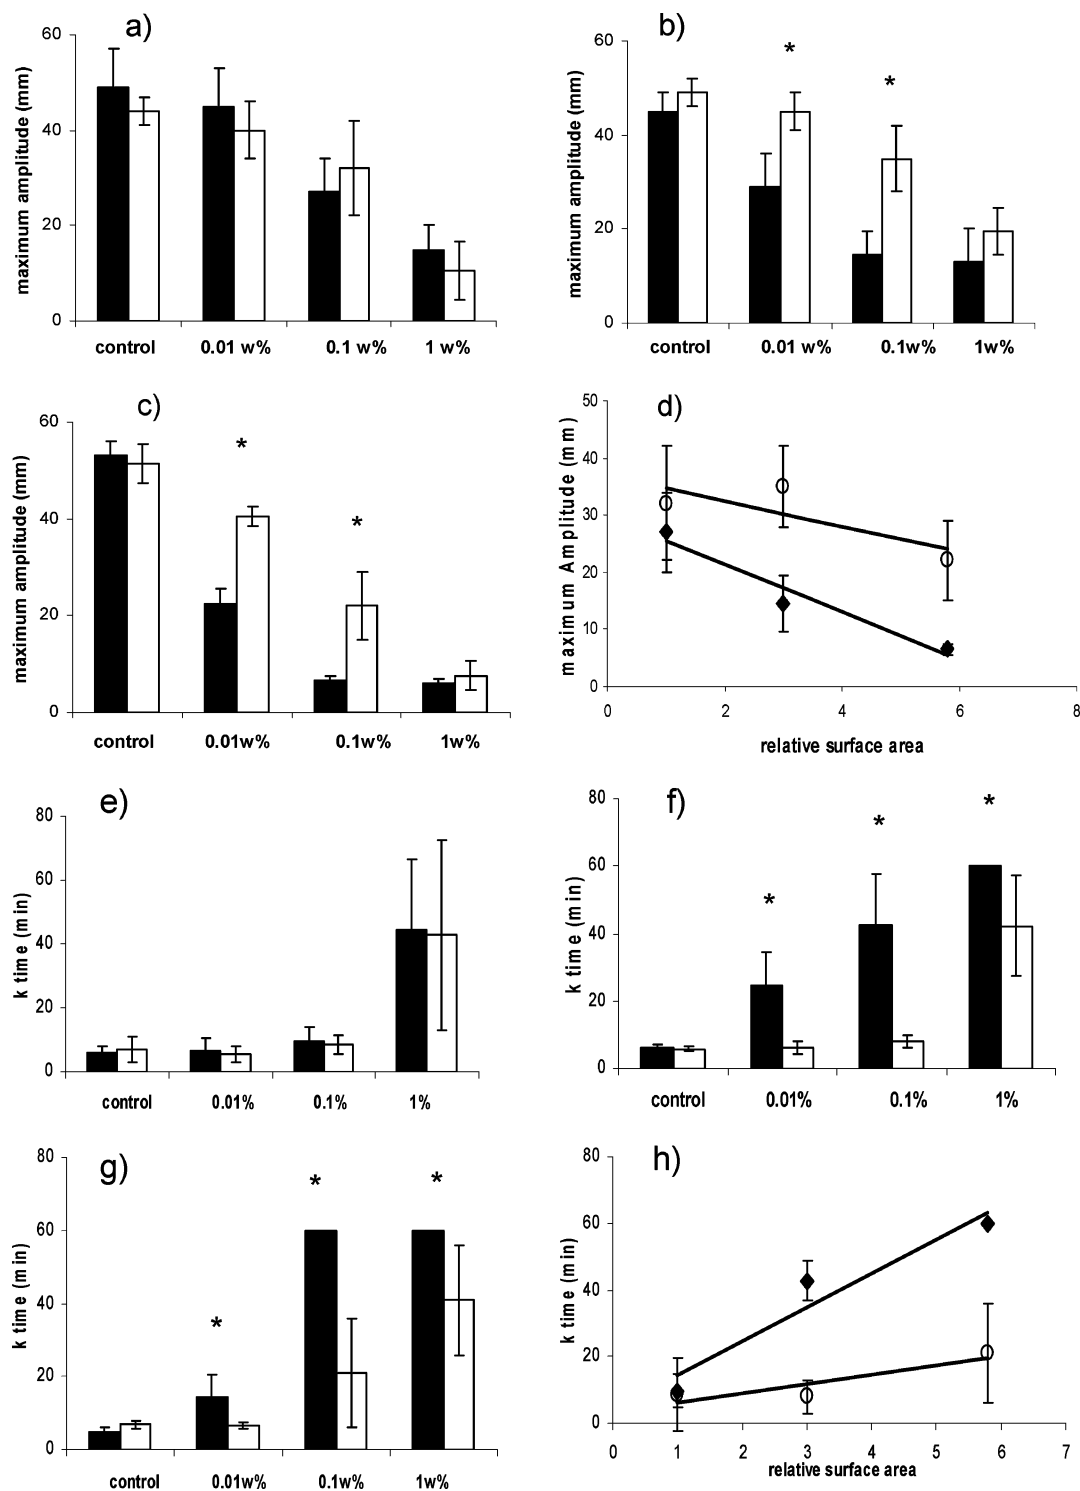 a)
maximum amplitude (mm)
60
40
20
0
control 0.01 w% 0.1 w% 1 w%
b)
maximum amplitude (mm)
60
40
20
0
* *
control 0.01 w% 0.1w% 1w%
c)
maximum amplitude (mm)
60
40
20
0
* *
control 0.01w% 0.1w% 1w%
d)
maximum Amplitude (mm)
50
40
30
20
10
0
0 2 4 6 8
relative surface area
e)
k time (min)
80
60
40
20
0
control 0.01% 0.1% 1%
f)
k time (min)
80
60
40
20
0
* * *
control 0.01% 0.1% 1%
g)
k time (min)
80
60
40
20
0
* * *
control 0.01w% 0.1w% 1w%
h)
k time (min)
80
60
40
20
0
0 1 2 3 4 5 6 7
relative surface area